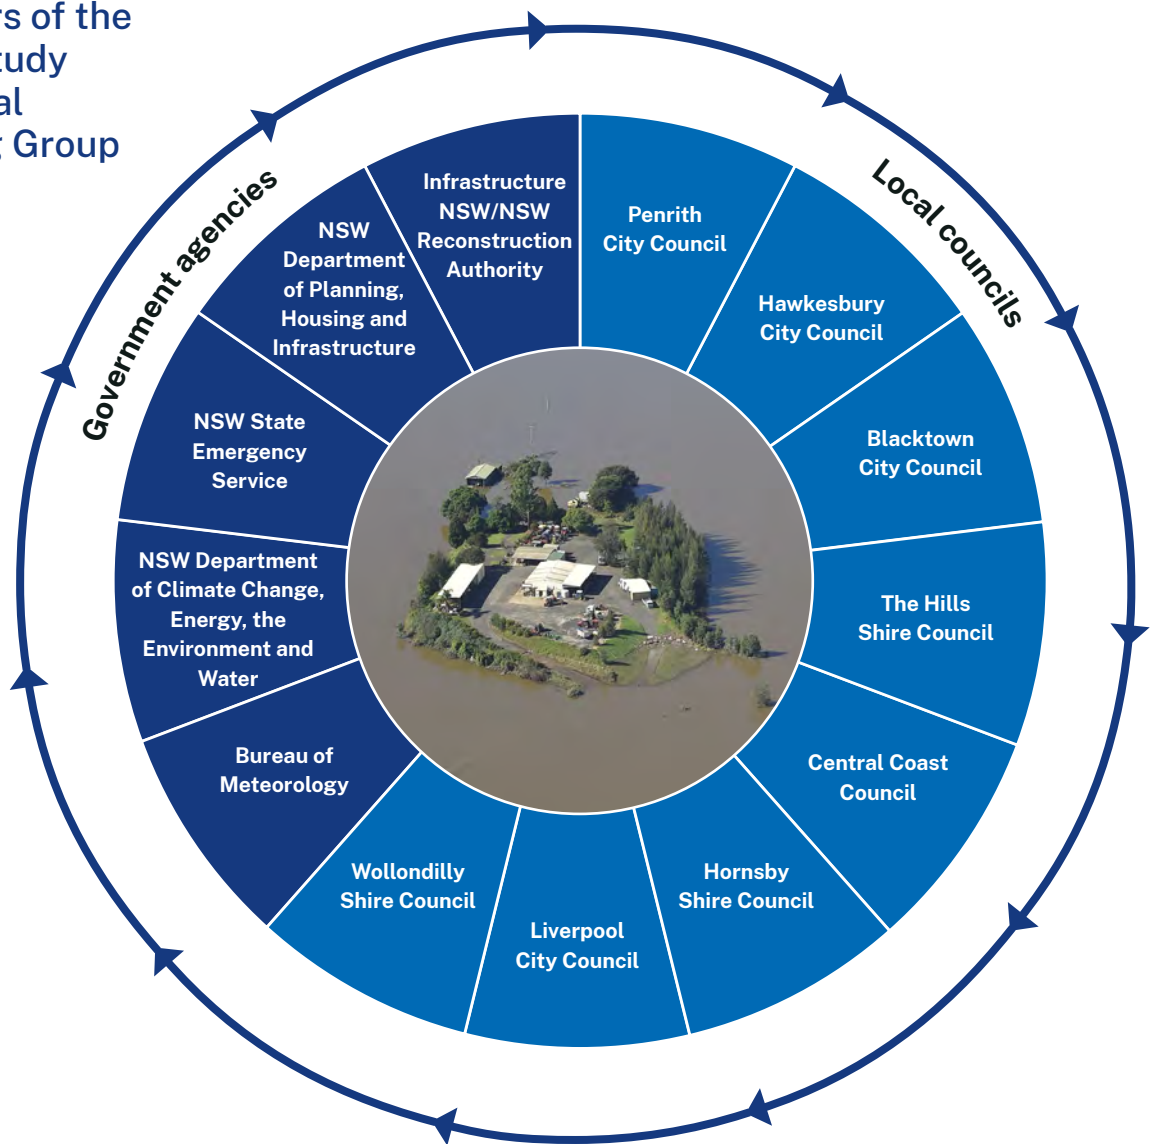 rs of the
tudy
al
g Group
Government agencies
Local councils
Infrastructure
NSW/NSW
Reconstruction
Authority
Penrith
City Council
Hawkesbury
City Council
Blacktown
City Council
The Hills
Shire Council
Central Coast
Council
Hornsby
Shire Council
Liverpool
City Council
Wollondilly
Shire Council
Bureau of
Meteorology
NSW Department
of Climate Change,
Energy, the
Environment and
Water
NSW State
Emergency
Service
NSW
Department
of Planning,
Housing and
Infrastructure